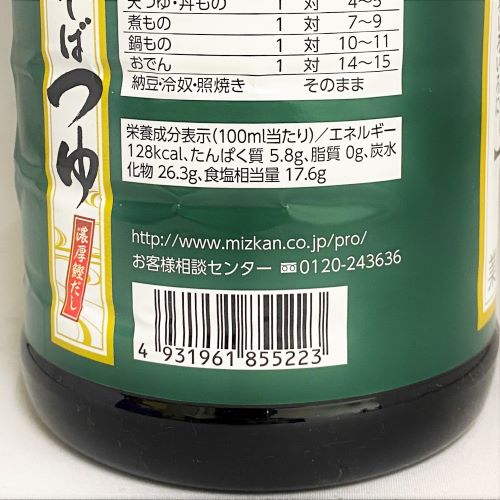 そばつゆ
濃厚鰹だし
天つゆ・丼もの 1 対 4～5
煮もの 1 対 7～9
鍋もの 1 対 10～11
おでん 1 対 14～15
納豆・冷奴・照焼き そのまま
栄養成分表示(100ml当たり)／エネルギー
128kcal、たんぱく質 5.8g、脂質 0g、炭水
化物 26.3g、食塩相当量 17.6g
http://www.mizkan.co.jp/pro/
お客様相談センター 0120-243636
4 931961 855223